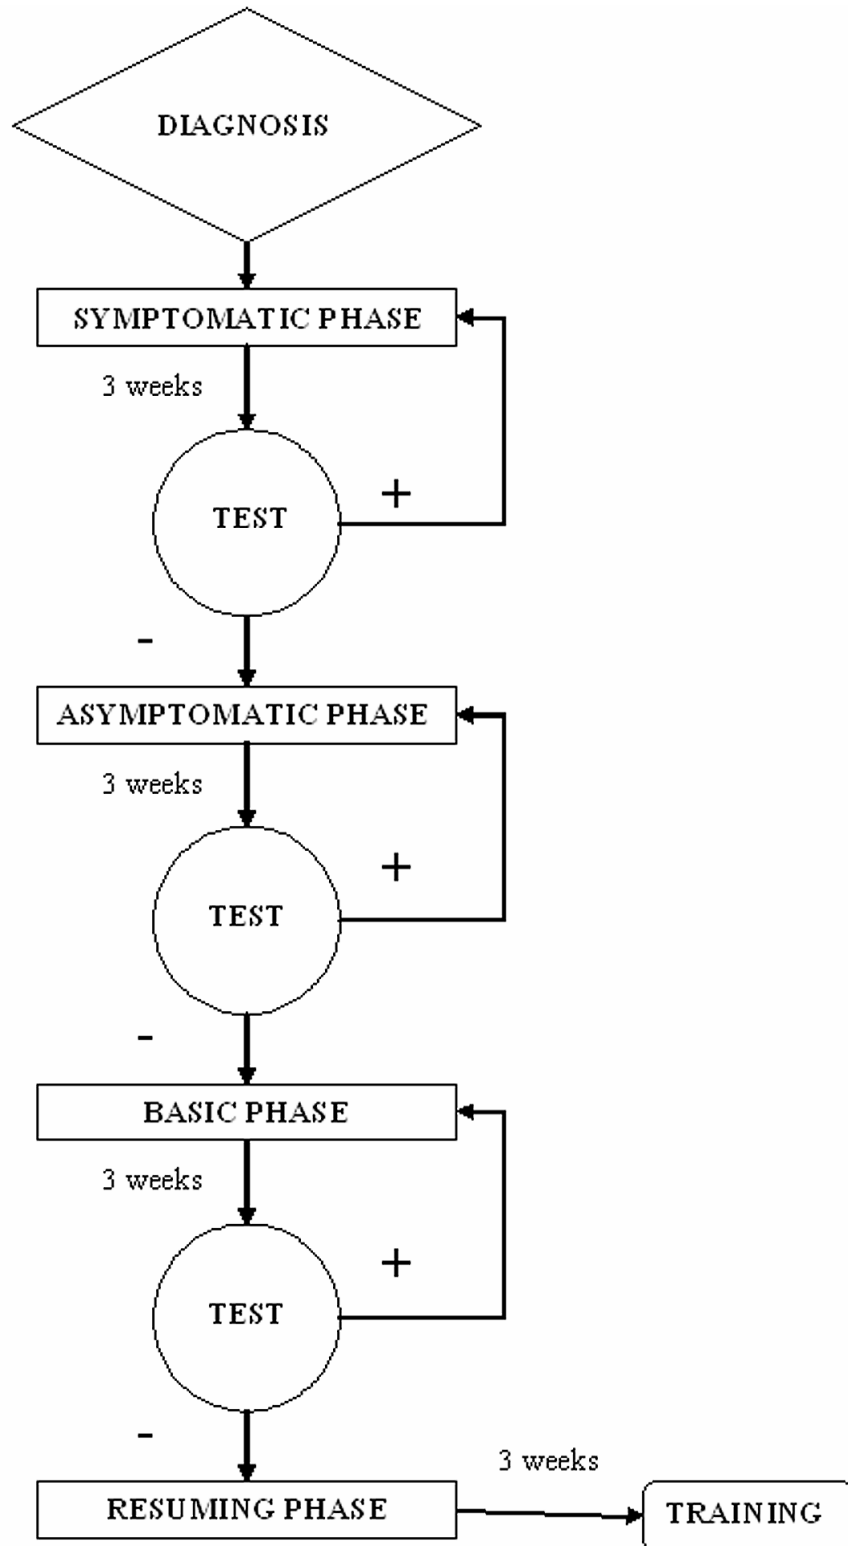 DIAGNOSIS
SYMPTOMATIC PHASE
3 weeks
+
TEST
-
ASYMPTOMATIC PHASE
3 weeks
+
TEST
-
BASIC PHASE
3 weeks
+
TEST
-
3 weeks
RESUMING PHASE
TRAINING